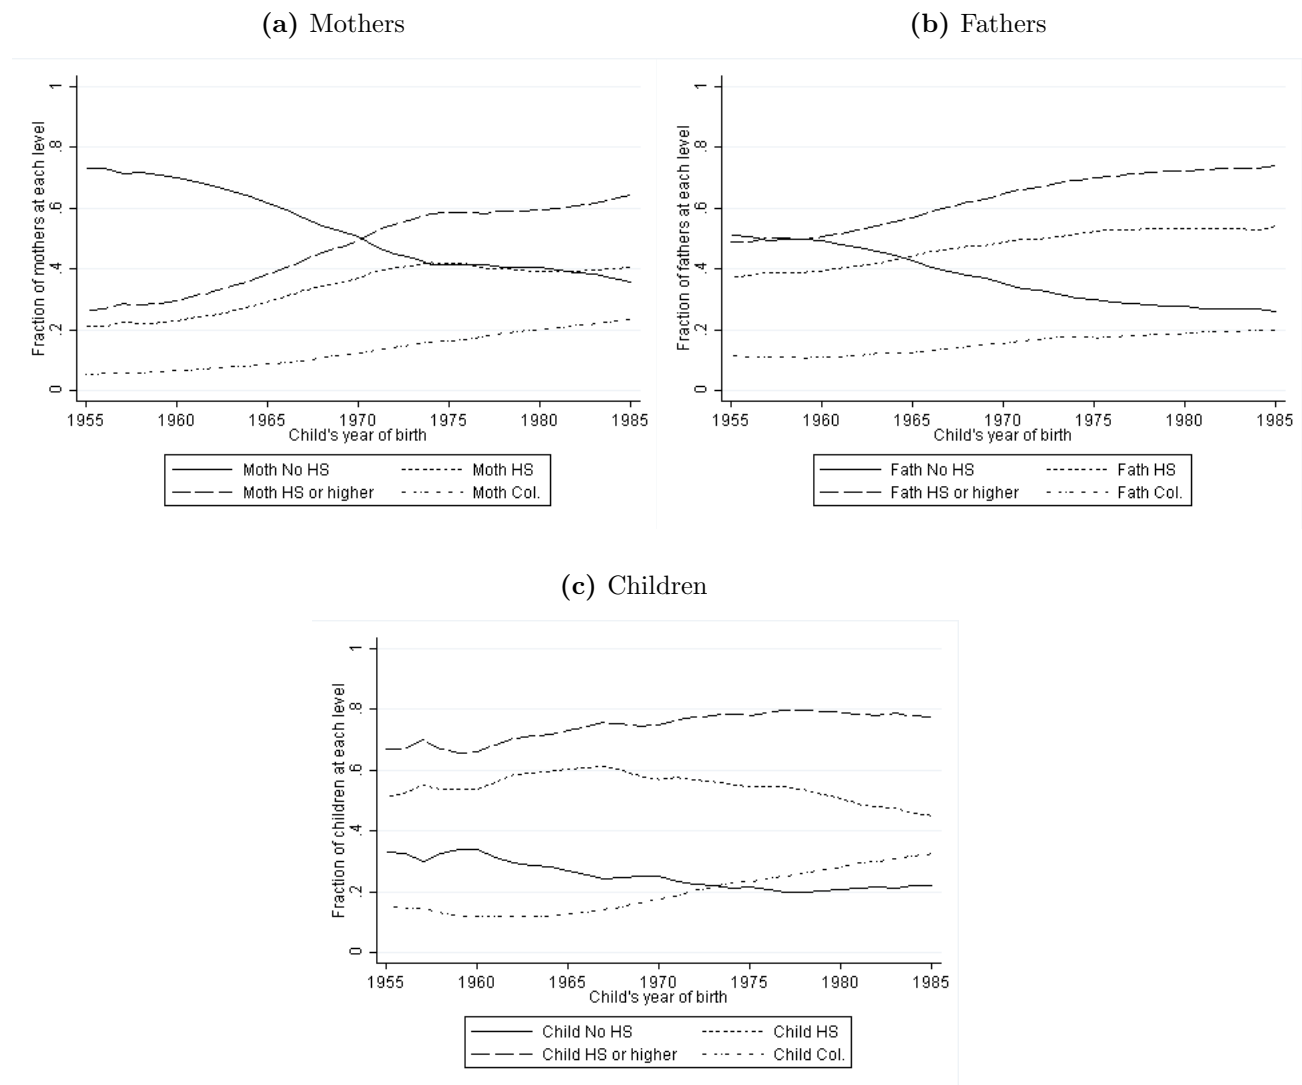 (a) Mothers
Fraction of mothers at each level
1
.8
.6
.4
.2
0
1955 1960 1965 1970 1975 1980 1985
Child's year of birth
Moth No HS Moth HS
Moth HS or higher Moth Col.
(b) Fathers
Fraction of fathers at each level
1
.8
.6
.4
.2
0
1955 1960 1965 1970 1975 1980 1985
Child's year of birth
Fath No HS Fath HS
Fath HS or higher Fath Col.
(c) Children
Fraction of children at each level
1
.8
.6
.4
.2
0
1955 1960 1965 1970 1975 1980 1985
Child's year of birth
Child No HS Child HS
Child HS or higher Child Col.